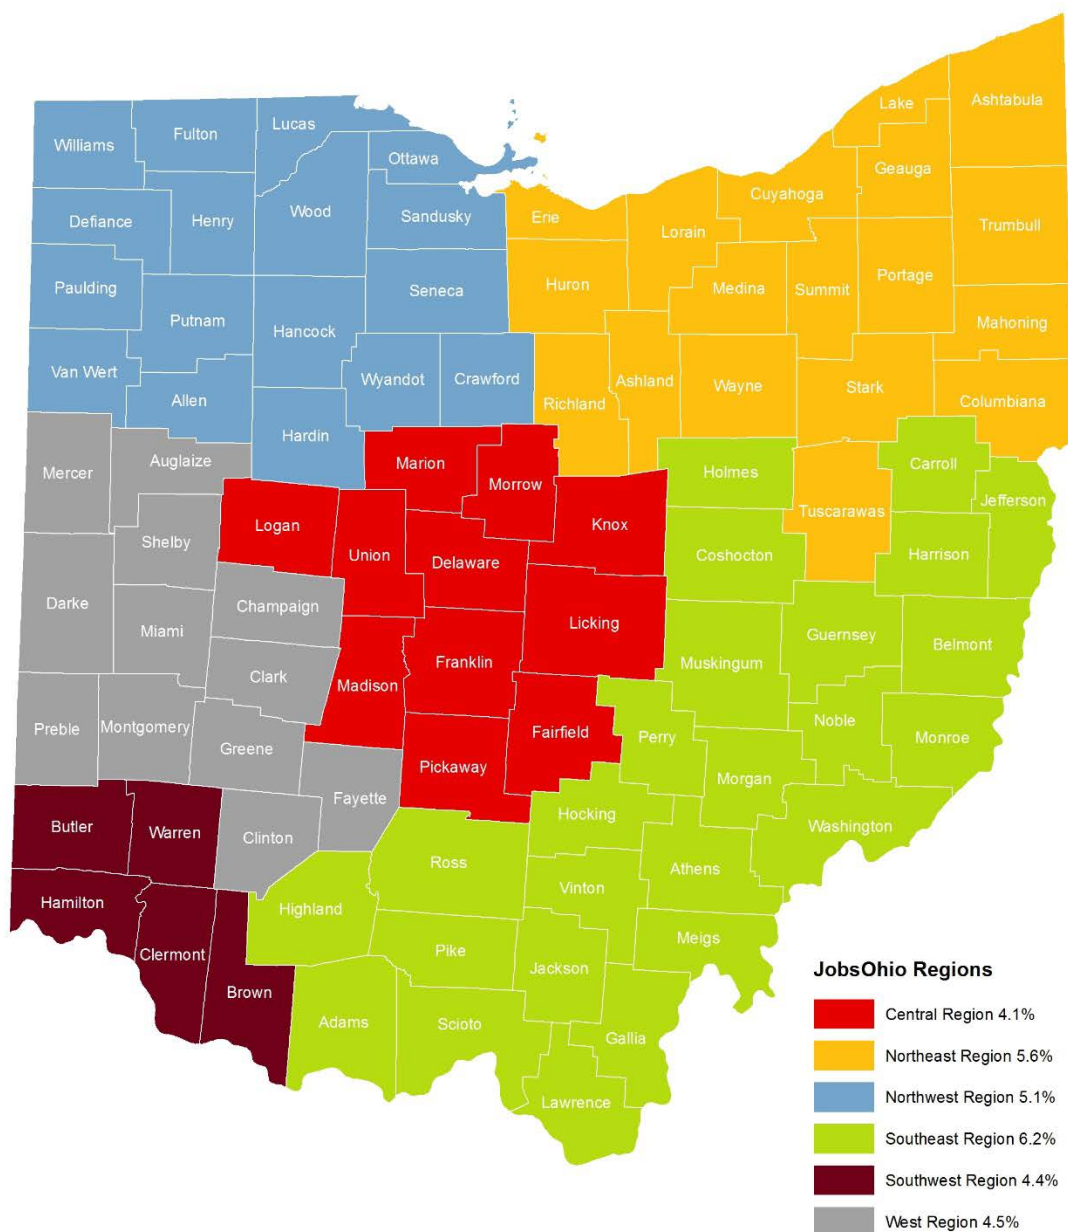 Ashtabula
Lake
Lucas
Fulton
Williams
Ottawa
Geauga
Cuyahoga
Wood
Sandusky
Henry
Defiance
Erie
Lorain
Trumbull
Portage
Huron
Medina
Summit
Paulding
Seneca
Putnam
Hancock
Mahoning
Van Wert
Wyandot
Crawford
Ashland
Wayne
Stark
Allen
Richland
Columbiana
Hardin
Auglaize
Marion
Mercer
Morrow
Holmes
Carroll
Jefferson
Tuscarawas
Logan
Knox
Shelby
Union
Delaware
Coshocton
Harrison
Darke
Champaign
Miami
Licking
Guernsey
Belmont
Franklin
Muskingum
Clark
Madison
Preble
Montgomery
Noble
Greene
Fairfield
Perry
Monroe
Pickaway
Morgan
Fayette
Hocking
Butler
Warren
Clinton
Washington
Ross
Athens
Vinton
Hamilton
Highland
Meigs
Clermont
Pike
Jackson
Brown
Adams
Scioto
Gallia
Lawrence
JobsOhio Regions
Central Region 4.1%
Northeast Region 5.6%
Northwest Region 5.1%
Southeast Region 6.2%
Southwest Region 4.4%
West Region 4.5%